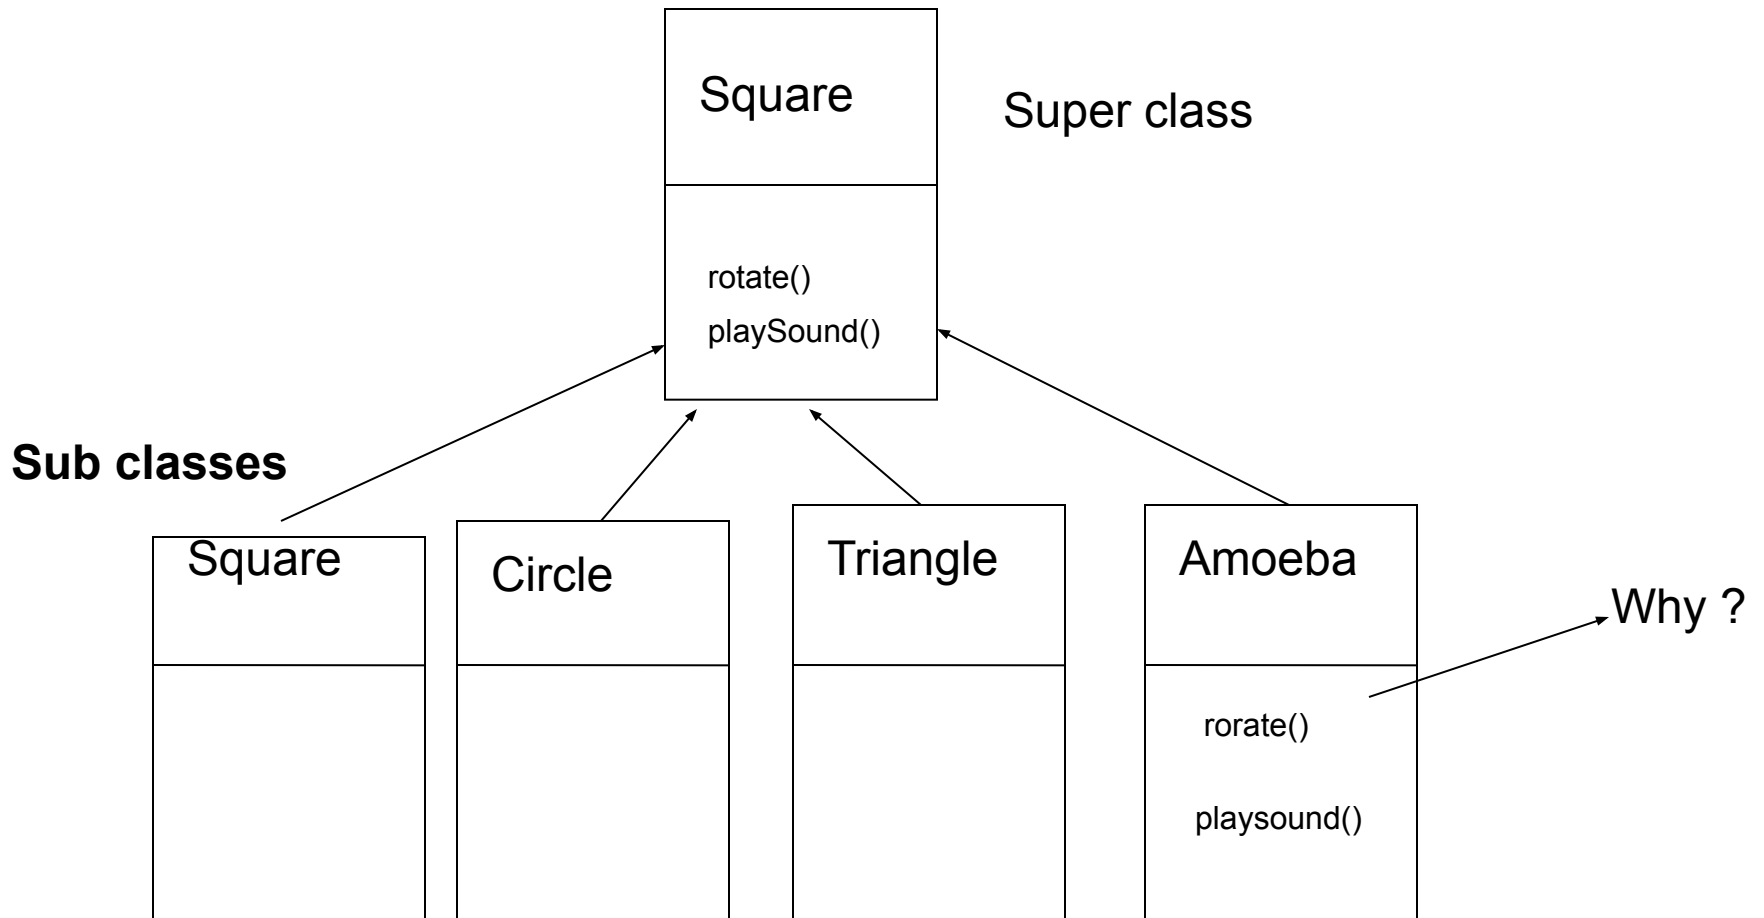 Square
Super class
rotate()
playSound()
Sub classes
Square
Circle
Triangle
Amoeba
Why ?
rorate()
playsound()